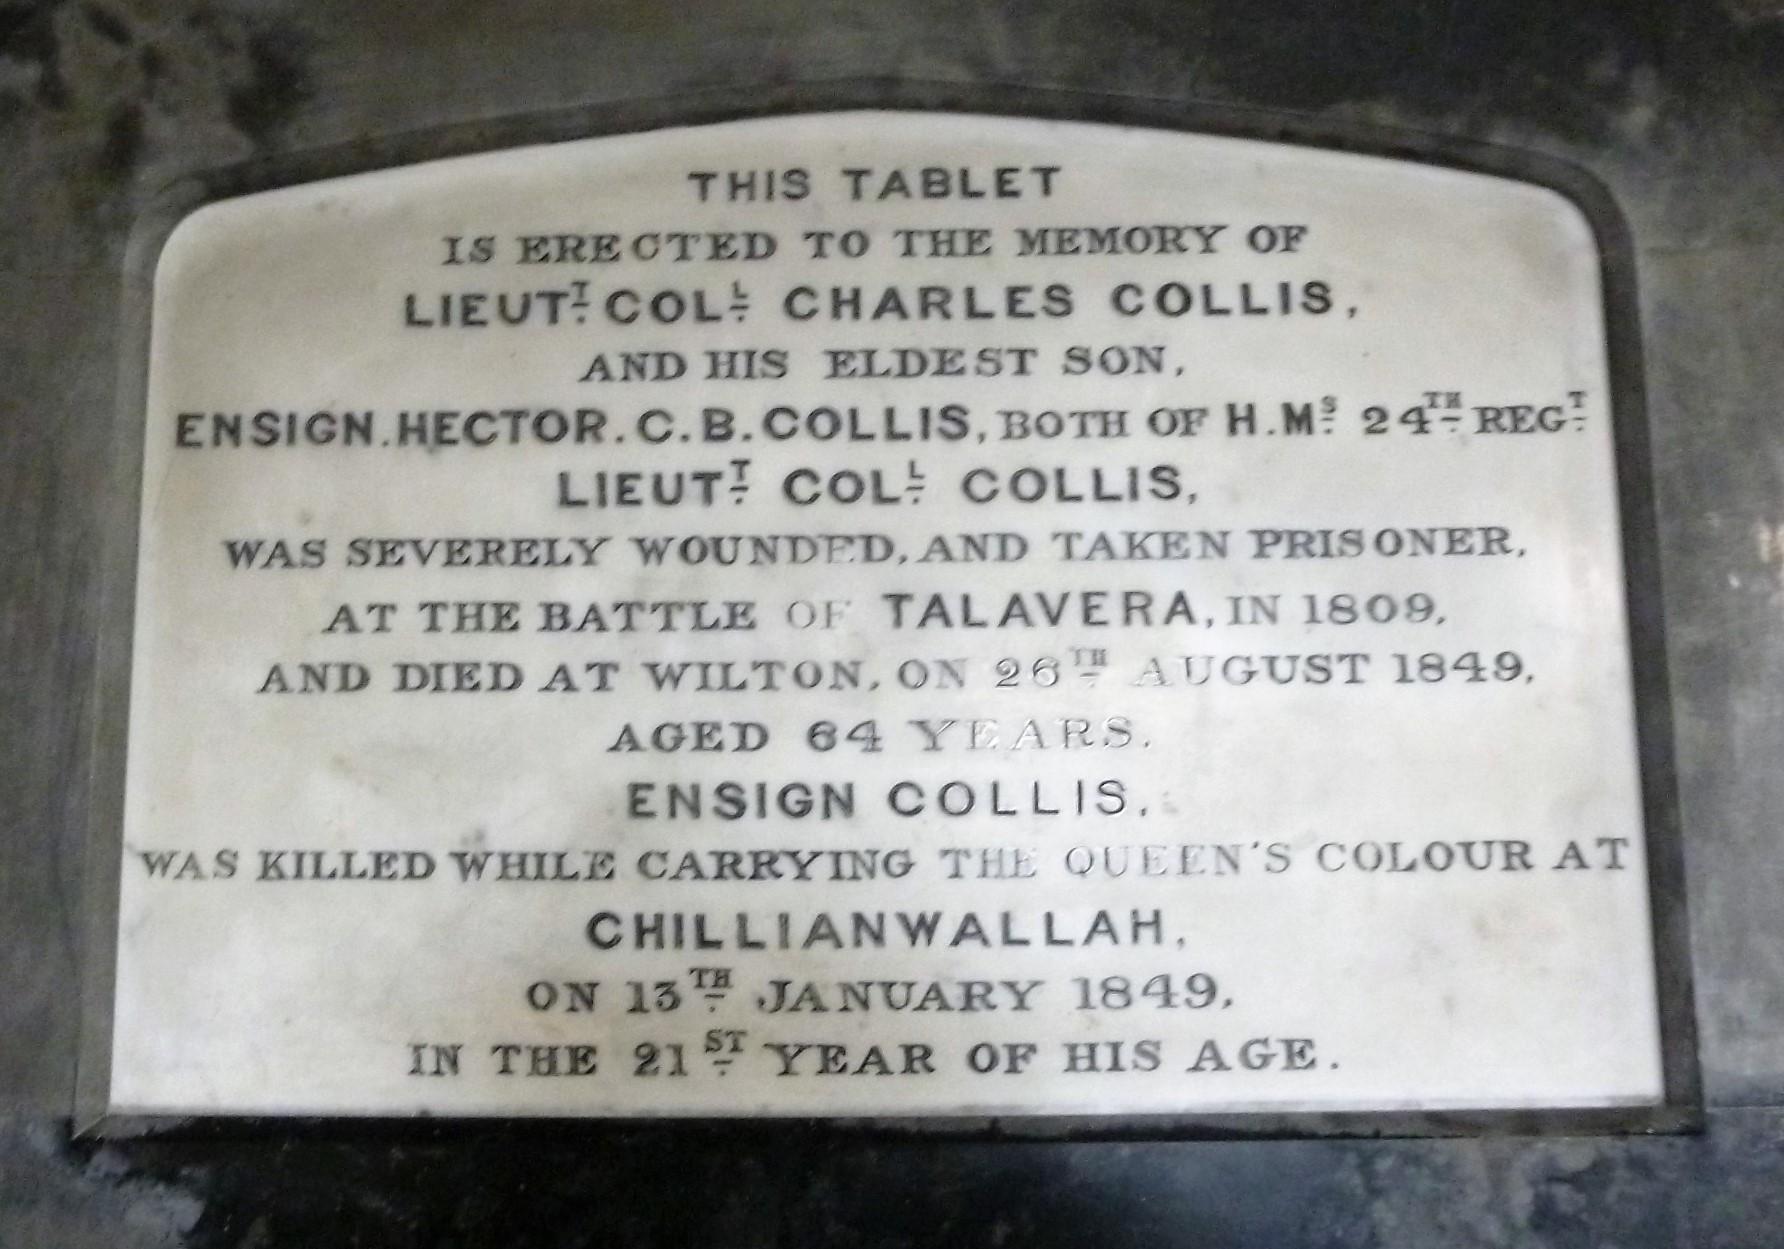 THIS TABLET
IS ERECTED TO THE MEMORY OF
LIEUTT. COLL. CHARLES COLLIS,
AND HIS ELDEST SON,
ENSIGN.HECTOR.C.B.COLLIS, BOTH OF H.MS. 24TH. REGT.
LIEUTT. COLL. COLLIS,
WAS SEVERELY WOUNDED, AND TAKEN PRISONER,
AT THE BATTLE OF TALAVERA, IN 1809,
AND DIED AT WILTON, ON 26TH. AUGUST 1849,
AGED 64 YEARS.
ENSIGN COLLIS,
WAS KILLED WHILE CARRYING THE QUEEN'S COLOUR AT
CHILLIANWALLAH,
ON 13TH. JANUARY 1849,
IN THE 21ST. YEAR OF HIS AGE.